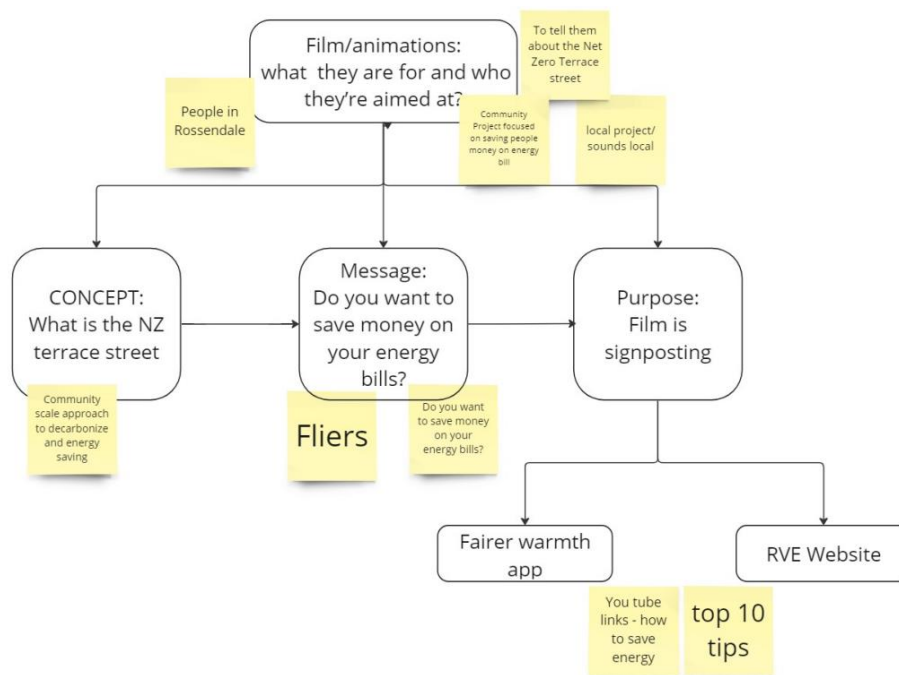 Film/animations:
what they are for and who
they're aimed at?
To tell them
about the Net
Zero Terrace
street
People in
Rossendale
Community
Project focused
on saving people
money on energy
bill
local project/
sounds local
CONCEPT:
What is the NZ
terrace street
Message:
Do you want to
save money on
your energy
bills?
Purpose:
Film is
signposting
Community
scale approach
to decarbonize
and energy
saving
Fliers
Do you want
to save money
on your
energy bills?
Fairer warmth
app
RVE Website
You tube
links - how
to save
energy
top 10
tips